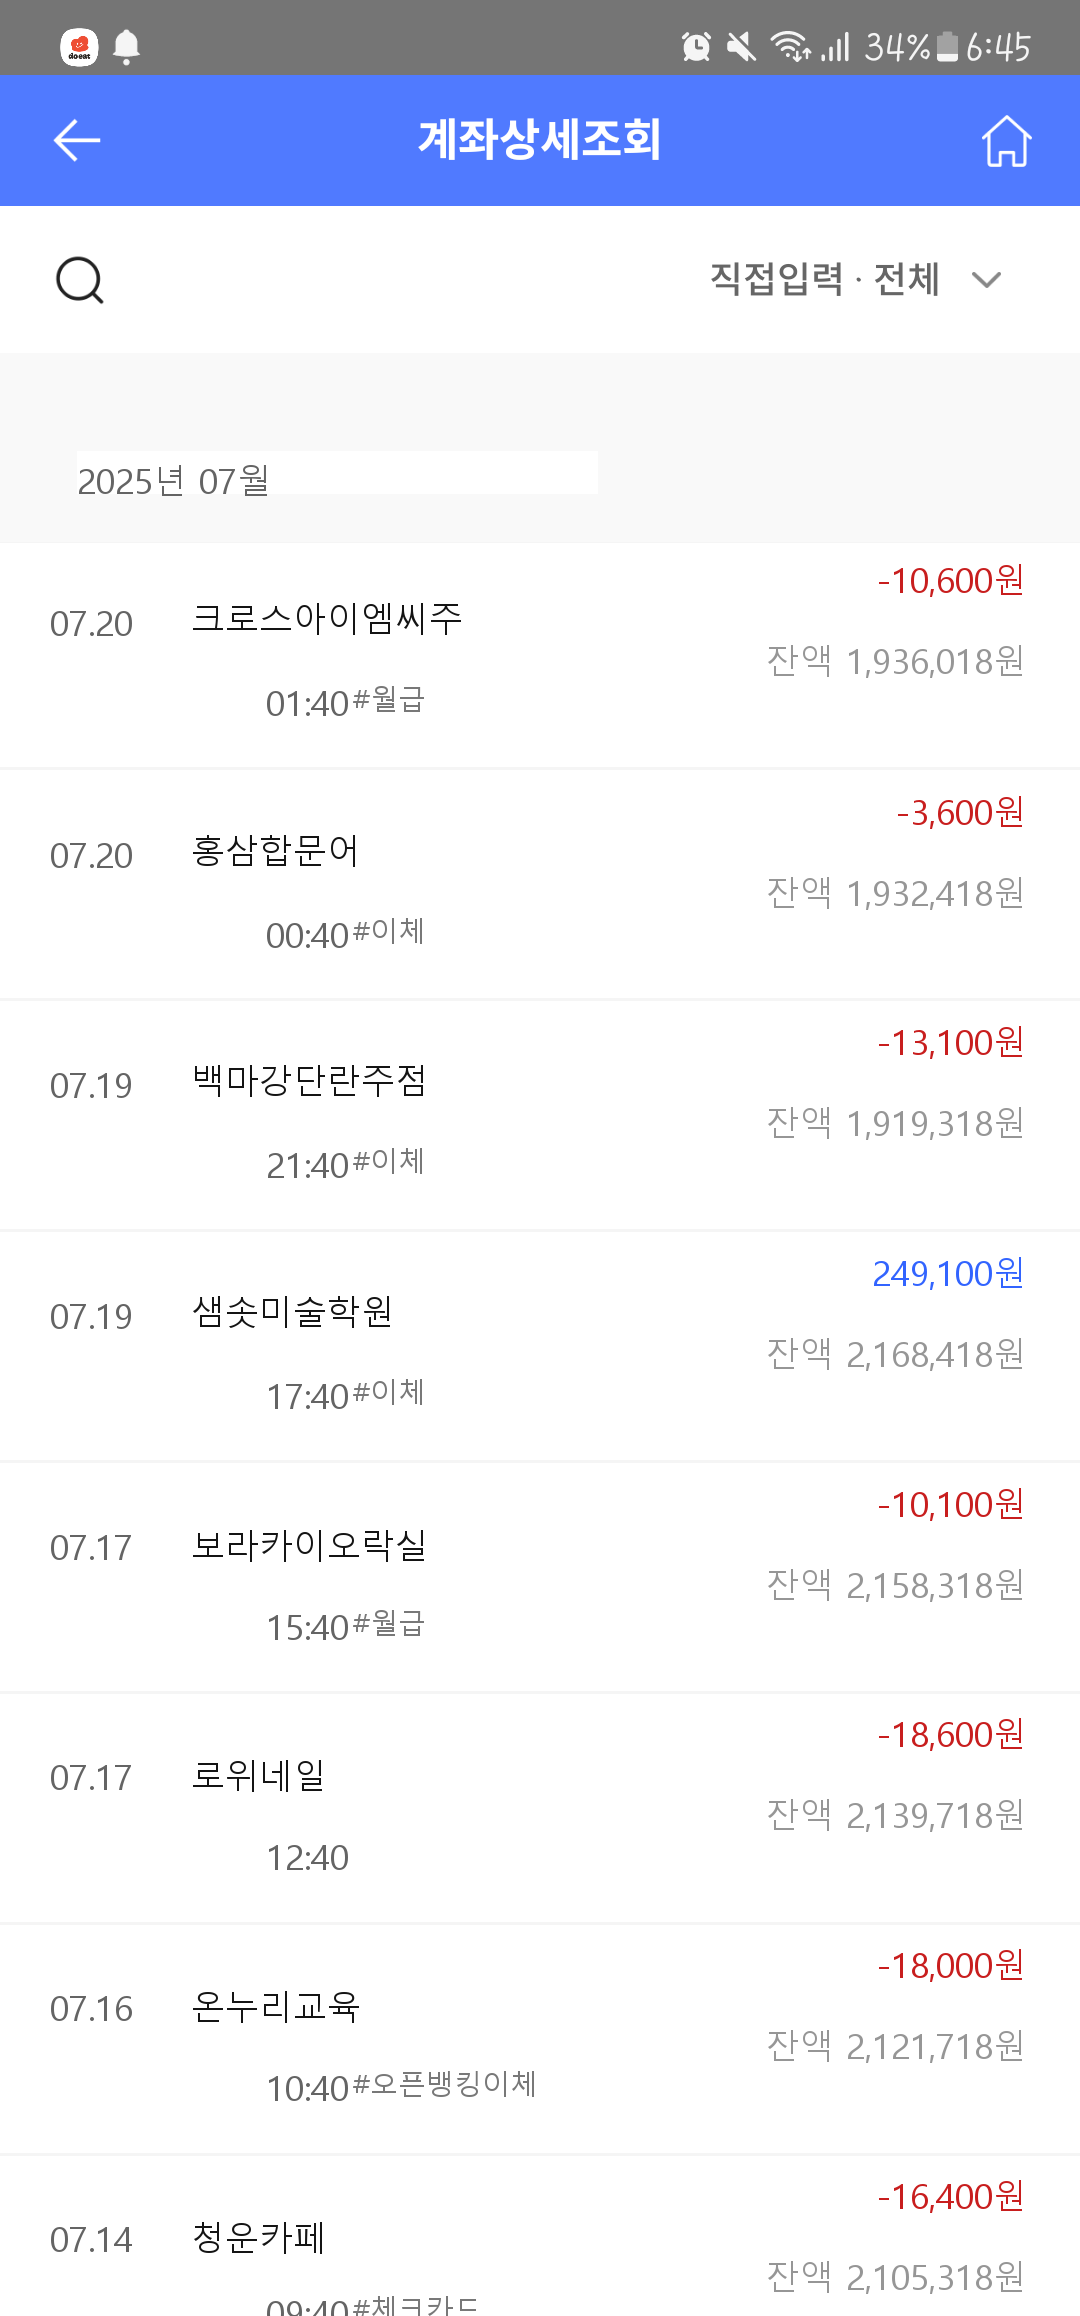 doeat 34% 6:45
계좌상세조회
직접입력 · 전체
2025년 07월
-10,600원
07.20 크로스아이엠씨주
잔액 1,936,018원
01:40 #월급
-3,600원
07.20 홍삼합문어
잔액 1,932,418원
00:40 #이체
-13,100원
07.19 백마강단란주점
잔액 1,919,318원
21:40 #이체
249,100원
07.19 샘솟미술학원
잔액 2,168,418원
17:40 #이체
-10,100원
07.17 보라카이오락실
잔액 2,158,318원
15:40 #월급
-18,600원
07.17 로위네일
잔액 2,139,718원
12:40
-18,000원
07.16 온누리교육
잔액 2,121,718원
10:40 #오픈뱅킹이체
-16,400원
07.14 청운카페
잔액 2,105,318원
09:40 #체크카드